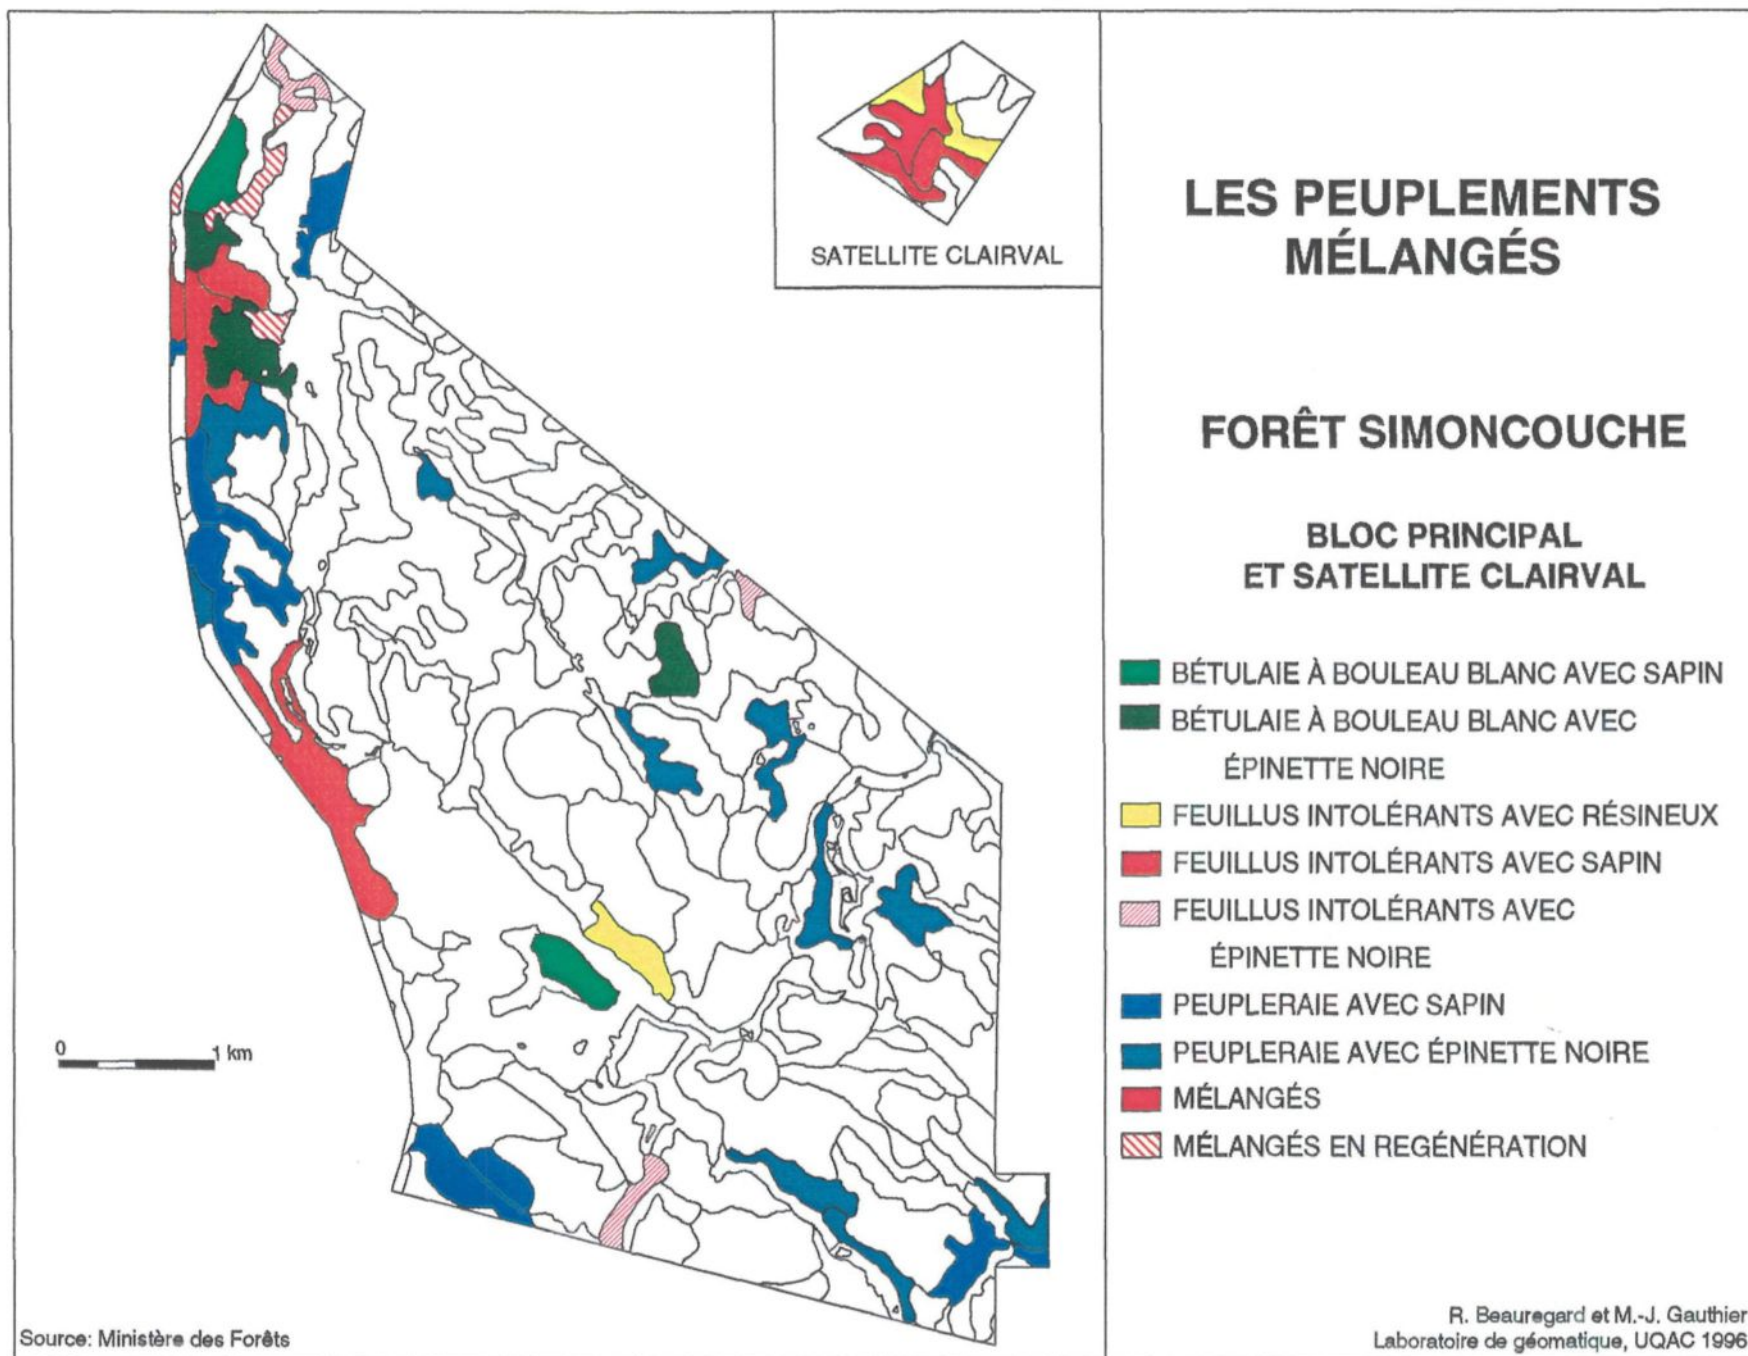 SATELLITE CLAIRVAL
LES PEUPLEMENTS
MÉLANGÉS
FORÊT SIMONCOUCHE
BLOC PRINCIPAL
ET SATELLITE CLAIRVAL
BÉTULAIE À BOULEAU BLANC AVEC SAPIN
BÉTULAIE À BOULEAU BLANC AVEC
ÉPINETTE NOIRE
FEUILLUS INTOLÉRANTS AVEC RÉSINEUX
FEUILLUS INTOLÉRANTS AVEC SAPIN
FEUILLUS INTOLÉRANTS AVEC
ÉPINETTE NOIRE
PEUPLERAIE AVEC SAPIN
PEUPLERAIE AVEC ÉPINETTE NOIRE
MÉLANGÉS
MÉLANGÉS EN REGÉNÉRATION
0 1 km
Source: Ministère des Forêts
R. Beauregard et M.-J. Gauthier
Laboratoire de géomatique, UQAC 1996